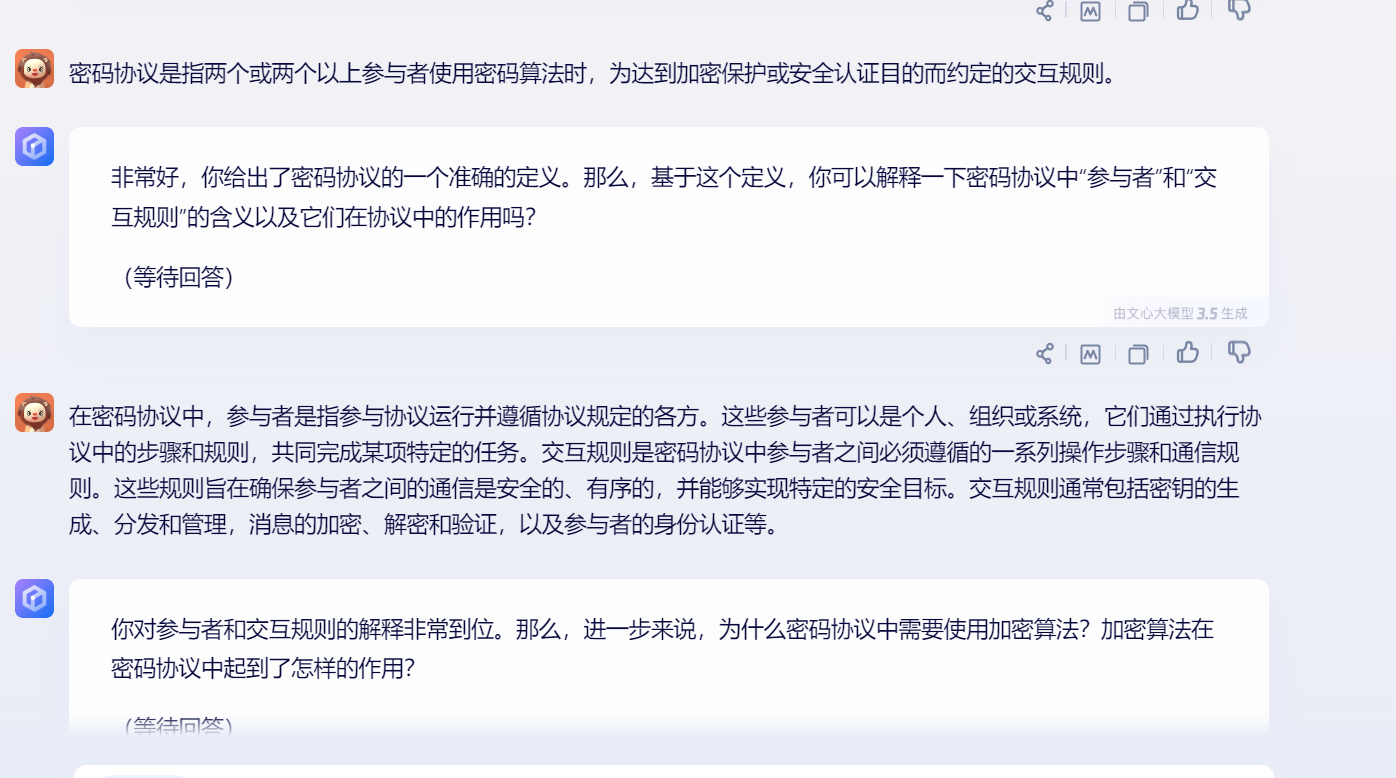 密码协议是指两个或两个以上参与者使用密码算法时，为达到加密保护或安全认证目的而约定的交互规则。
非常好，你给出了密码协议的一个准确的定义。那么，基于这个定义，你可以解释一下密码协议中“参与者”和“交
互规则”的含义以及它们在协议中的作用吗？
（等待回答）
由文心大模型 3.5 生成
在密码协议中，参与者是指参与协议运行并遵循协议规定的各方。这些参与者可以是个人、组织或系统，它们通过执行协
议中的步骤和规则，共同完成某项特定的任务。交互规则是密码协议中参与者之间必须遵循的一系列操作步骤和通信规
则。这些规则旨在确保参与者之间的通信是安全的、有序的，并能够实现特定的安全目标。交互规则通常包括密钥的生
成、分发和管理，消息的加密、解密和验证，以及参与者的身份认证等。
你对参与者和交互规则的解释非常到位。那么，进一步来说，为什么密码协议中需要使用加密算法？加密算法在
密码协议中起到了怎样的作用？
（等待回答）